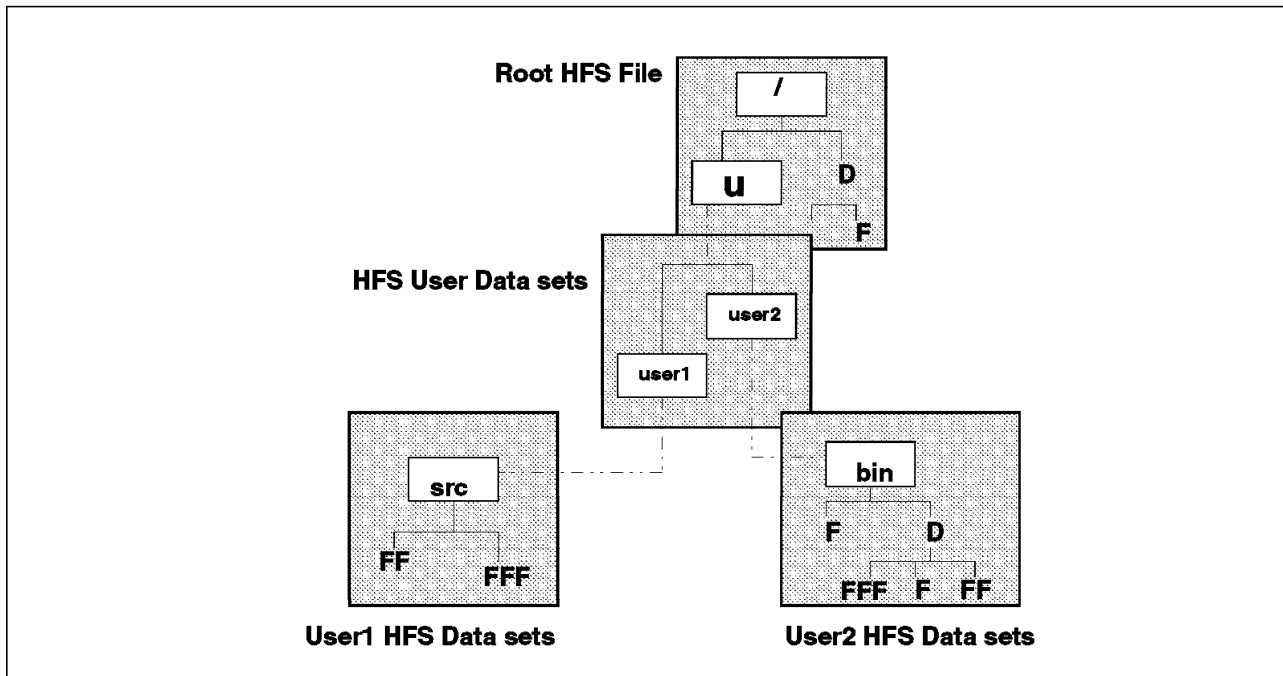 Root HFS File
/
u
D
F
HFS User Data sets
user2
user1
src
FF
FFF
User1 HFS Data sets
bin
F
D
FFF F FF
User2 HFS Data sets